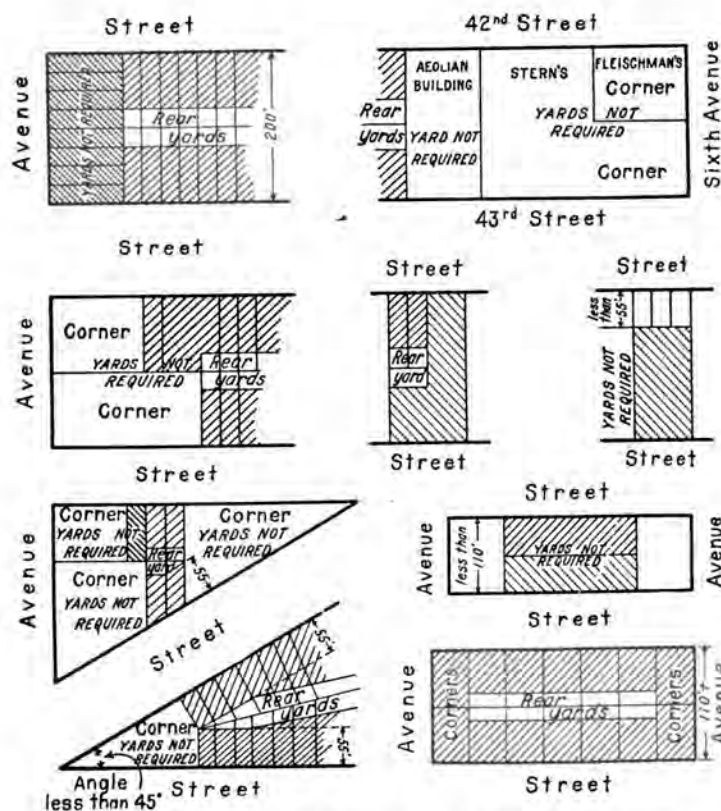 Street
Avenue
YARDS NOT REQUIRED
Rear
yards
200'
Street
42nd Street
AEOLIAN
BUILDING
STERN'S
FLEISCHMAN'S
Corner
Rear
yards
YARD NOT
REQUIRED
YARDS NOT
REQUIRED
Corner
Sixth Avenue
43rd Street
Avenue
Corner
YARDS NOT
REQUIRED
Rear
yards
Corner
Street
Street
Rear
yard
Street
Street
less
than
55'
YARDS NOT
REQUIRED
Street
Avenue
Corner
YARDS NOT
REQUIRED
Corner
YARDS NOT
REQUIRED
Rear
yard
55'
Corner
YARDS NOT
REQUIRED
Street
Street
Avenue
less than
110'
YARDS NOT
REQUIRED
Avenue
Street
Corner
YARDS NOT
REQUIRED
Rear
yards
55'
55'
Angle
less than 45°
Street
Avenue
Corners
Rear
yards
Corners
110'+
Avenue
Street